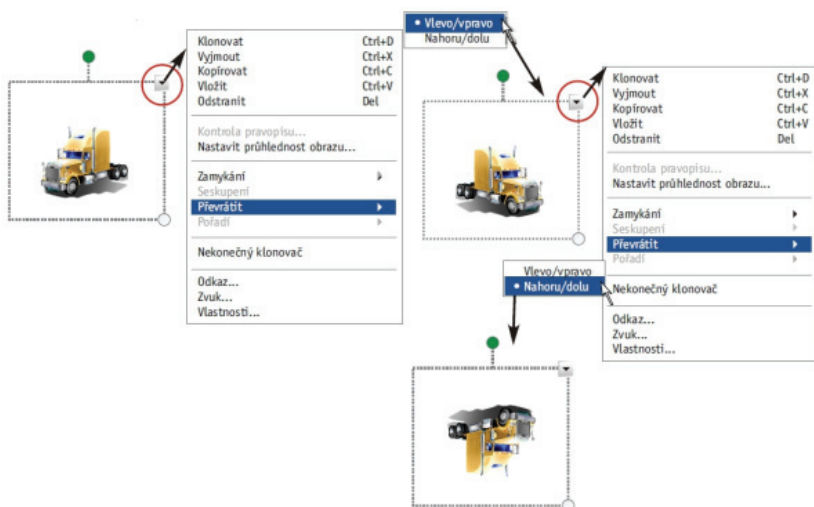 Klonovat Ctrl+D
Vyjmout Ctrl+X
Kopírovat Ctrl+C
Vložit Ctrl+V
Odstranit Del
Kontrola pravopisu...
Nastavit průhlednost obrazu...
Zamykání
Seskupení
Převrátit
Pořadí
Nekonečný klonovač
Odkaz...
Zvuk...
Vlastnosti...
Vlevo/vpravo
Nahoru/dolu
Klonovat Ctrl+D
Vyjmout Ctrl+X
Kopírovat Ctrl+C
Vložit Ctrl+V
Odstranit Del
Kontrola pravopisu...
Nastavit průhlednost obrazu...
Zamykání
Seskupení
Převrátit
Pořadí
Nekonečný klonovač
Odkaz...
Zvuk...
Vlastnosti...
Vlevo/vpravo
Nahoru/dolu